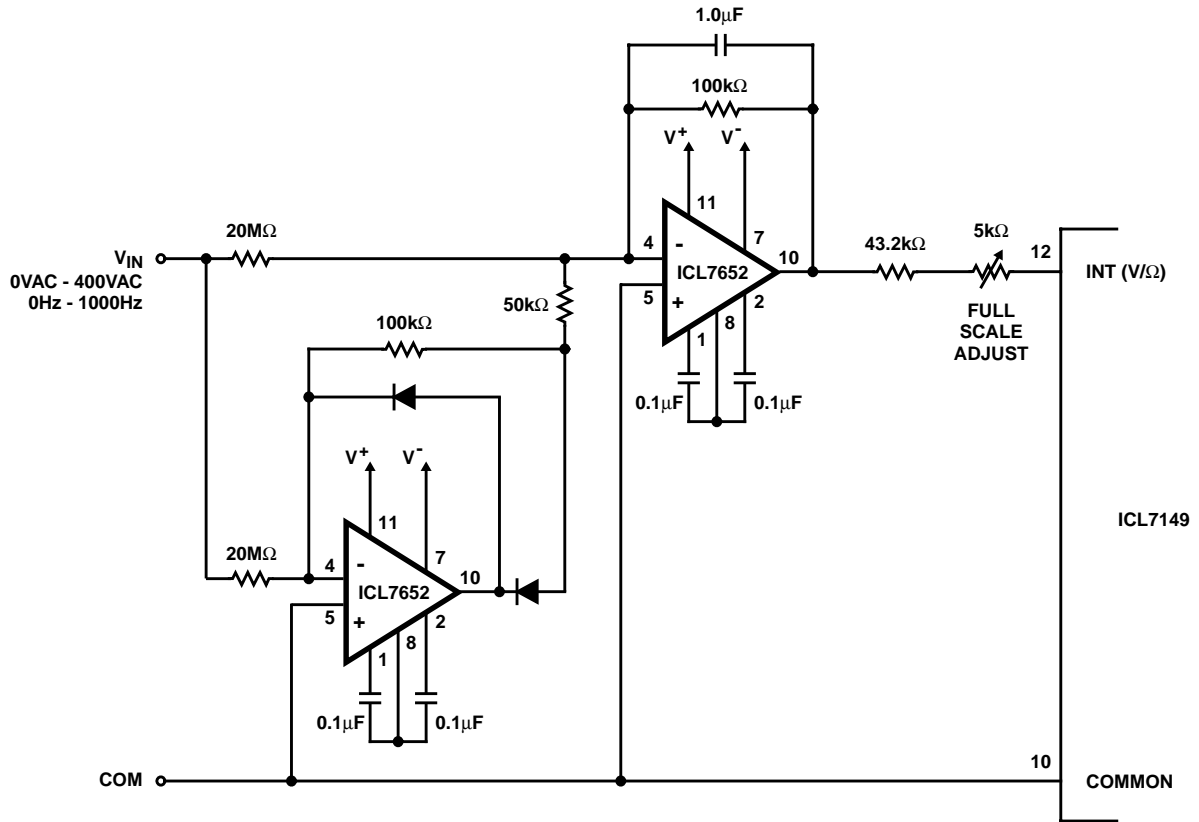 1.0μF
100kΩ
V+
V-
11
7
4
-
ICL7652
10
5
+
2
8
1
0.1μF
0.1μF
20MΩ
VIN
0VAC - 400VAC
0Hz - 1000Hz
50kΩ
43.2kΩ
5kΩ
FULL
SCALE
ADJUST
12
INT (V/Ω)
100kΩ
V+
V-
11
7
20MΩ
4
-
ICL7652
10
5
+
2
8
1
0.1μF
0.1μF
ICL7149
COM
10
COMMON